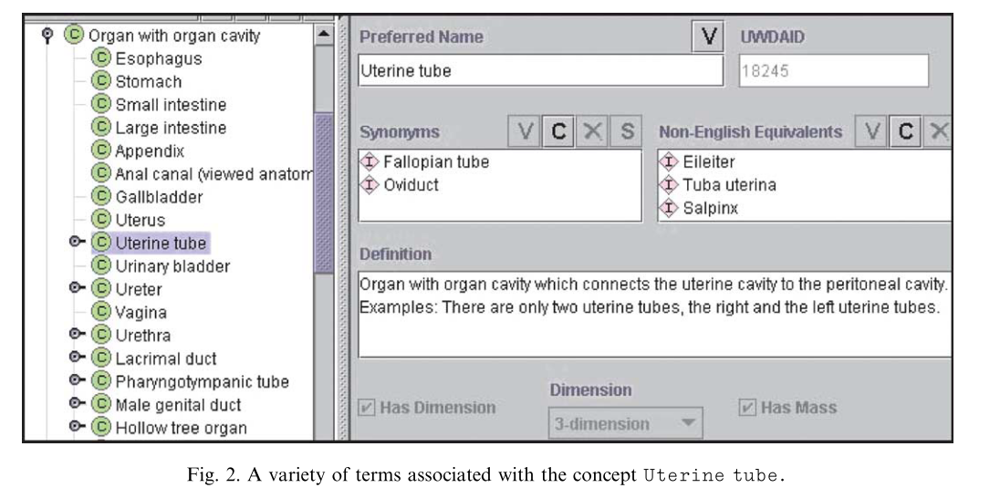 Organ with organ cavity
Esophagus
Stomach
Small intestine
Large intestine
Appendix
Anal canal (viewed anatom
Gallbladder
Uterus
Uterine tube
Urinary bladder
Ureter
Vagina
Urethra
Lacrimal duct
Pharyngotympanic tube
Male genital duct
Hollow tree organ
Preferred Name V UWDAID
Uterine tube 18245
Synonyms V C X S Non-English Equivalents V C X
Fallopian tube
Oviduct
Eileiter
Tuba uterina
Salpinx
Definition
Organ with organ cavity which connects the uterine cavity to the peritoneal cavity.
Examples: There are only two uterine tubes, the right and the left uterine tubes.
Has Dimension
Dimension
3-dimension
Has Mass
Fig. 2. A variety of terms associated with the concept Uterine tube.